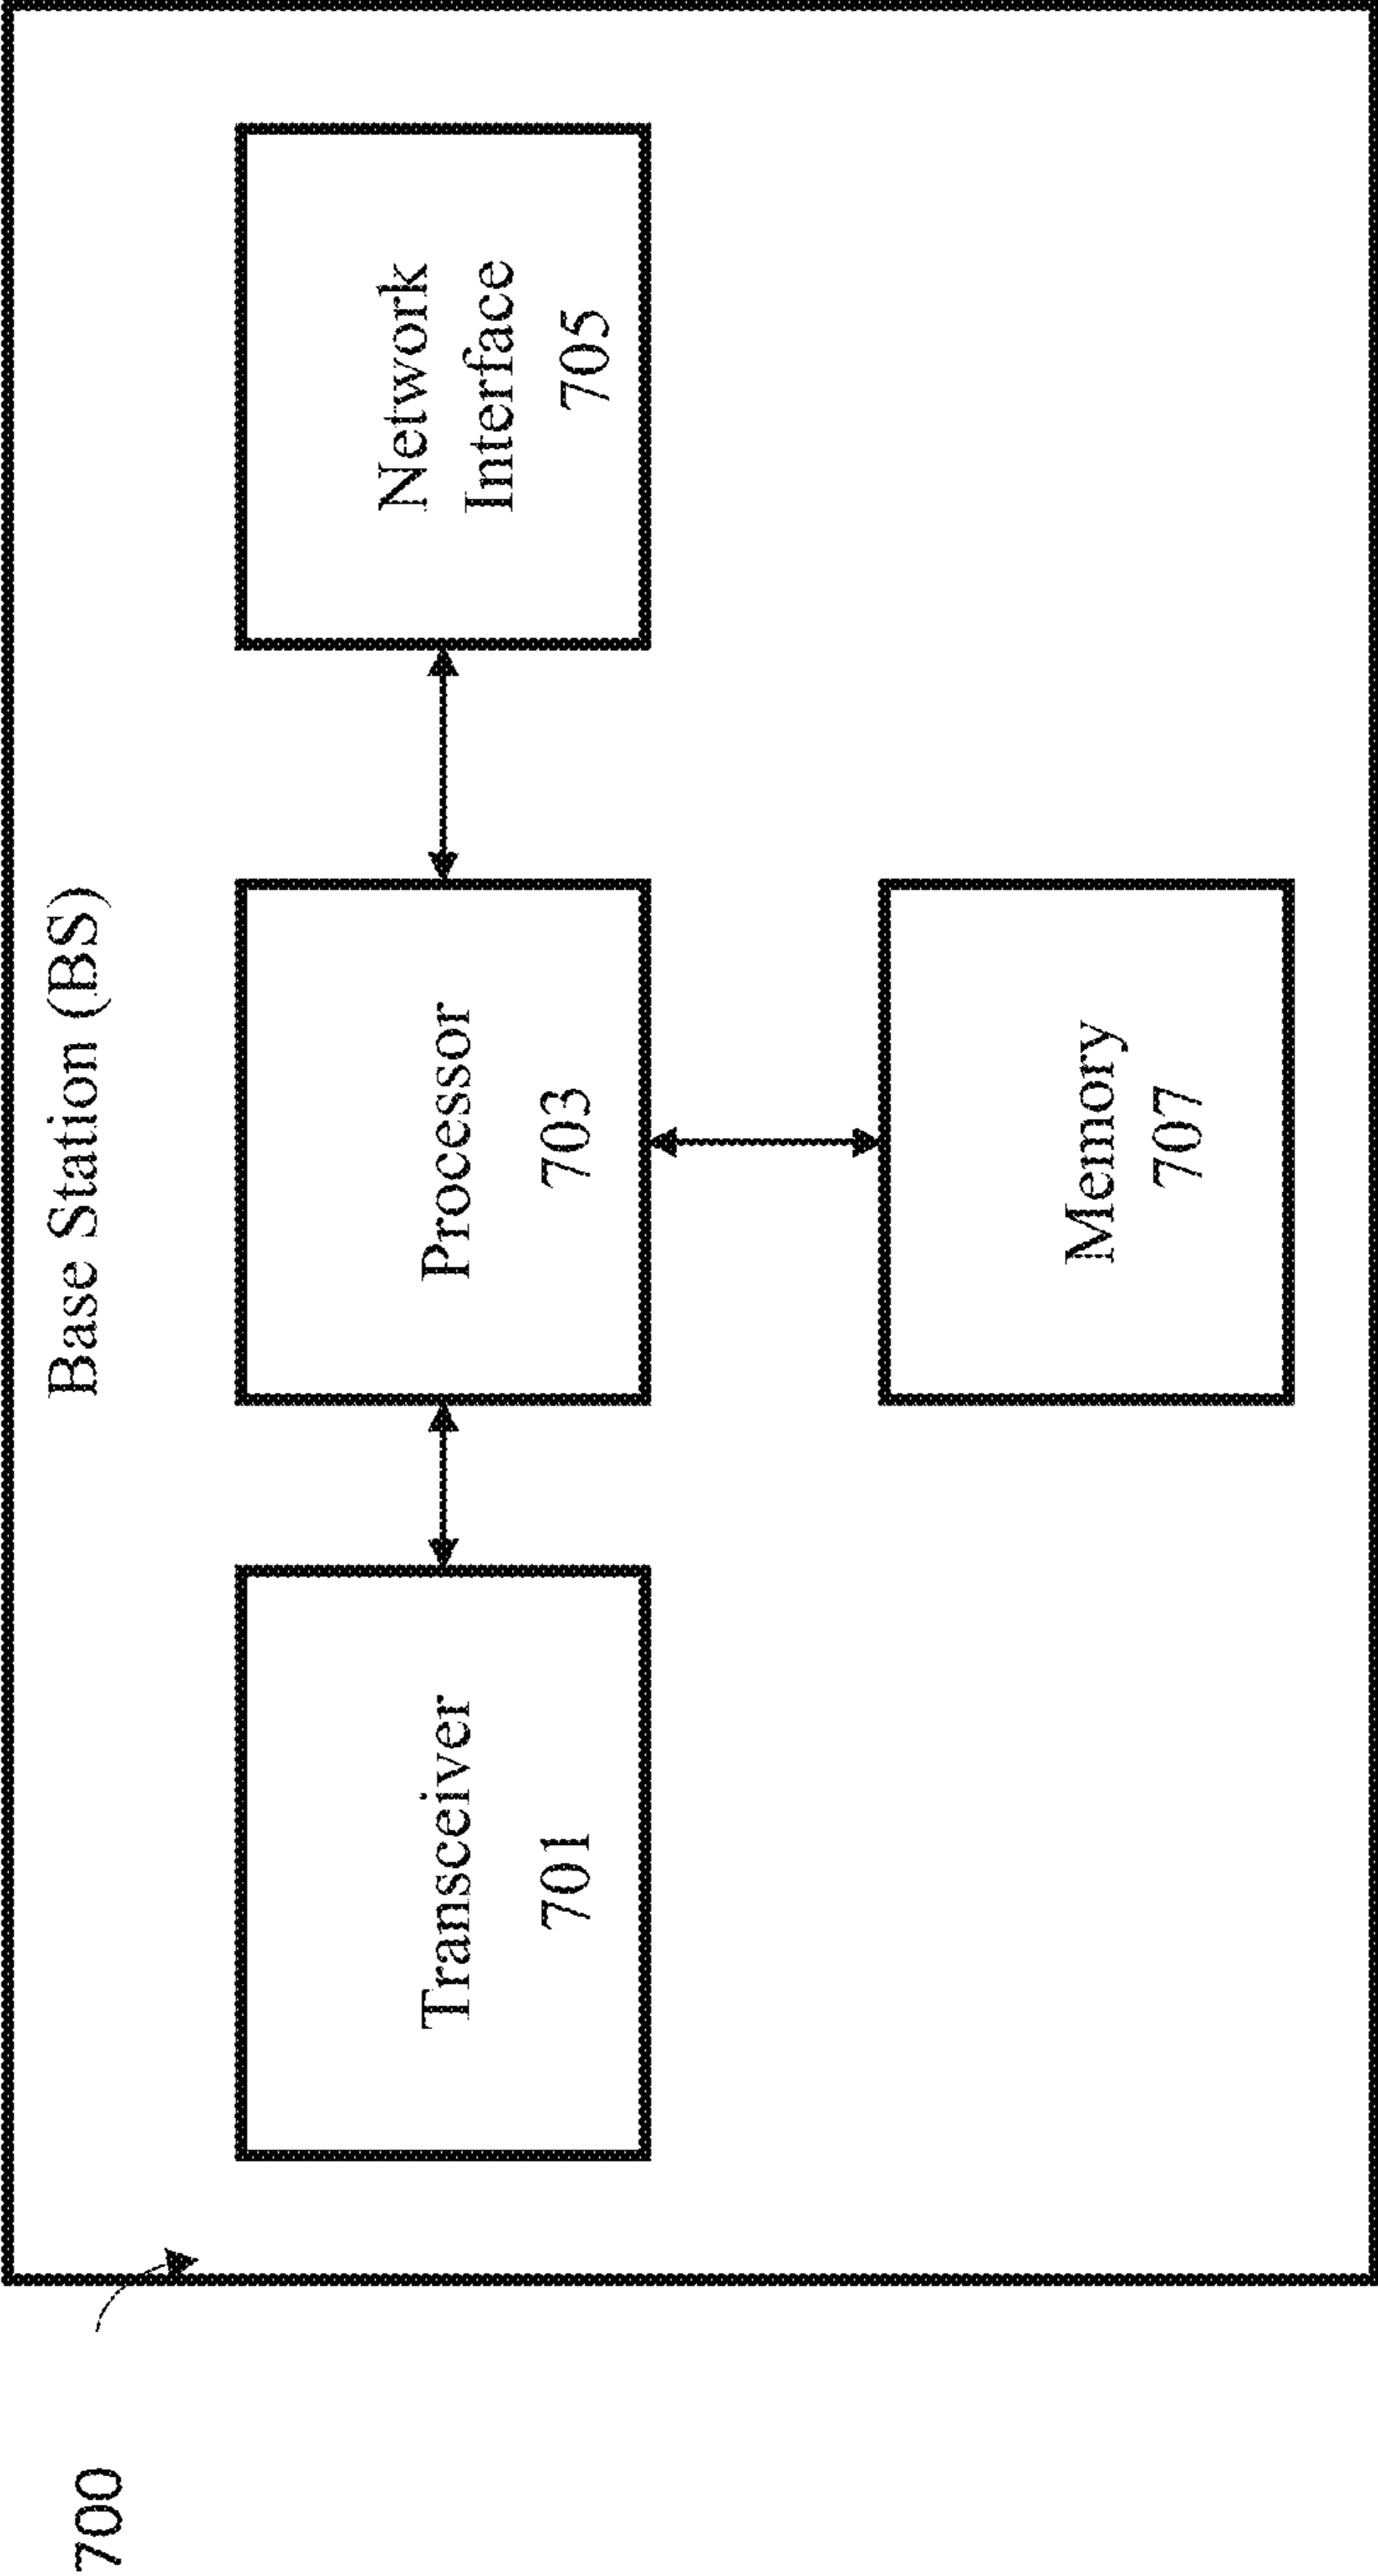 700
Base Station (BS)
Transceiver
701
Processor
703
Network
Interface
705
Memory
707